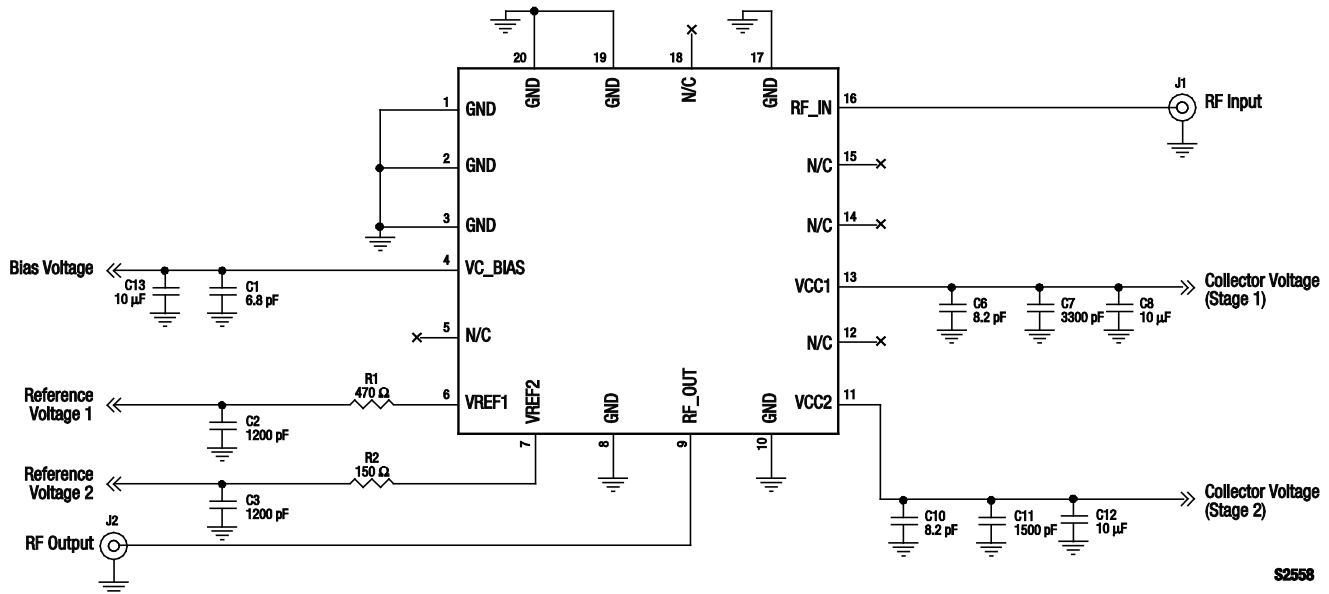 20
19
18
17
GND
GND
N/C
GND
1
GND
2
GND
3
GND
4
VC_BIAS
5
N/C
6
VREF1
VREF2
7
GND
8
RF_OUT
9
GND
10
16
RF_IN
15
N/C
14
N/C
13
VCC1
12
N/C
11
VCC2
J1
RF Input
Bias Voltage
C13
10 µF
C1
6.8 pF
Reference
Voltage 1
R1
470 Ω
C2
1200 pF
Reference
Voltage 2
R2
150 Ω
C3
1200 pF
J2
RF Output
C6
8.2 pF
C7
3300 pF
C8
10 µF
Collector Voltage
(Stage 1)
C10
8.2 pF
C11
1500 pF
C12
10 µF
Collector Voltage
(Stage 2)
S2558